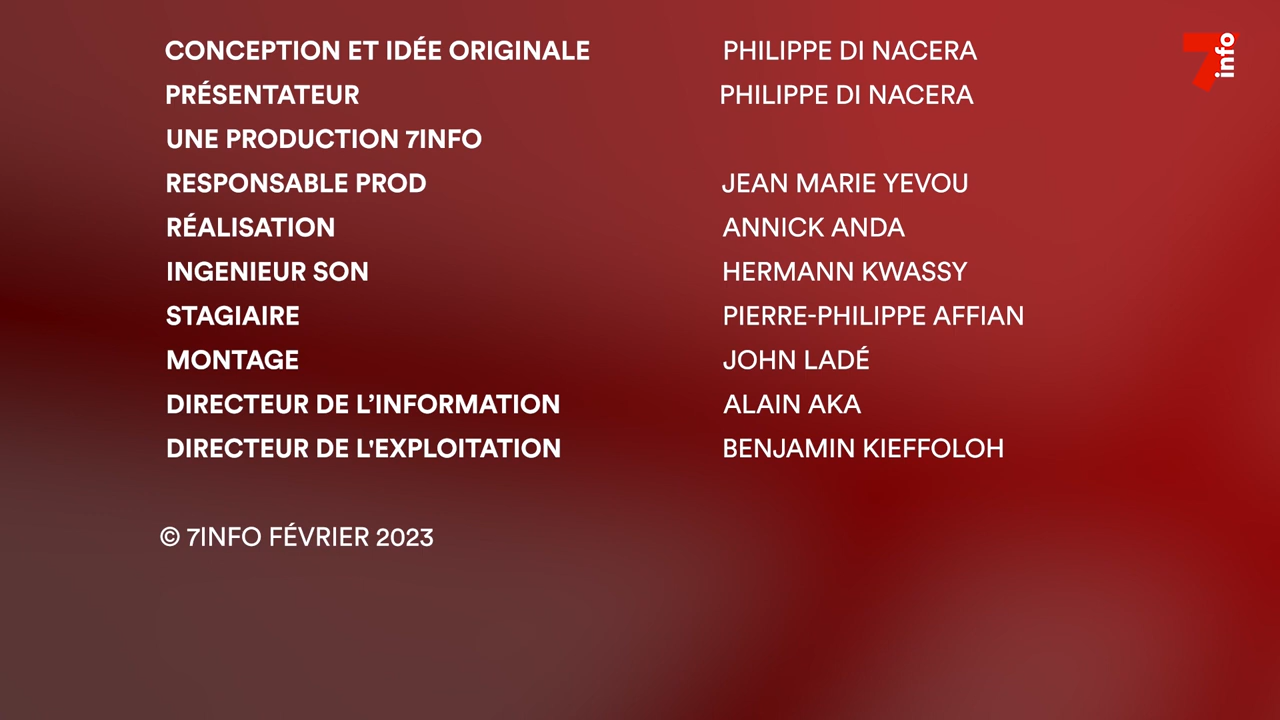 CONCEPTION ET IDÉE ORIGINALE PHILIPPE DI NACERA
PRÉSENTATEUR PHILIPPE DI NACERA
UNE PRODUCTION 7INFO
RESPONSABLE PROD JEAN MARIE YEVOU
RÉALISATION ANNICK ANDA
INGENIEUR SON HERMANN KWASSY
STAGIAIRE PIERRE-PHILIPPE AFFIAN
MONTAGE JOHN LADÉ
DIRECTEUR DE L’INFORMATION ALAIN AKA
DIRECTEUR DE L'EXPLOITATION BENJAMIN KIEFFOLOH
© 7INFO FÉVRIER 2023
7 info